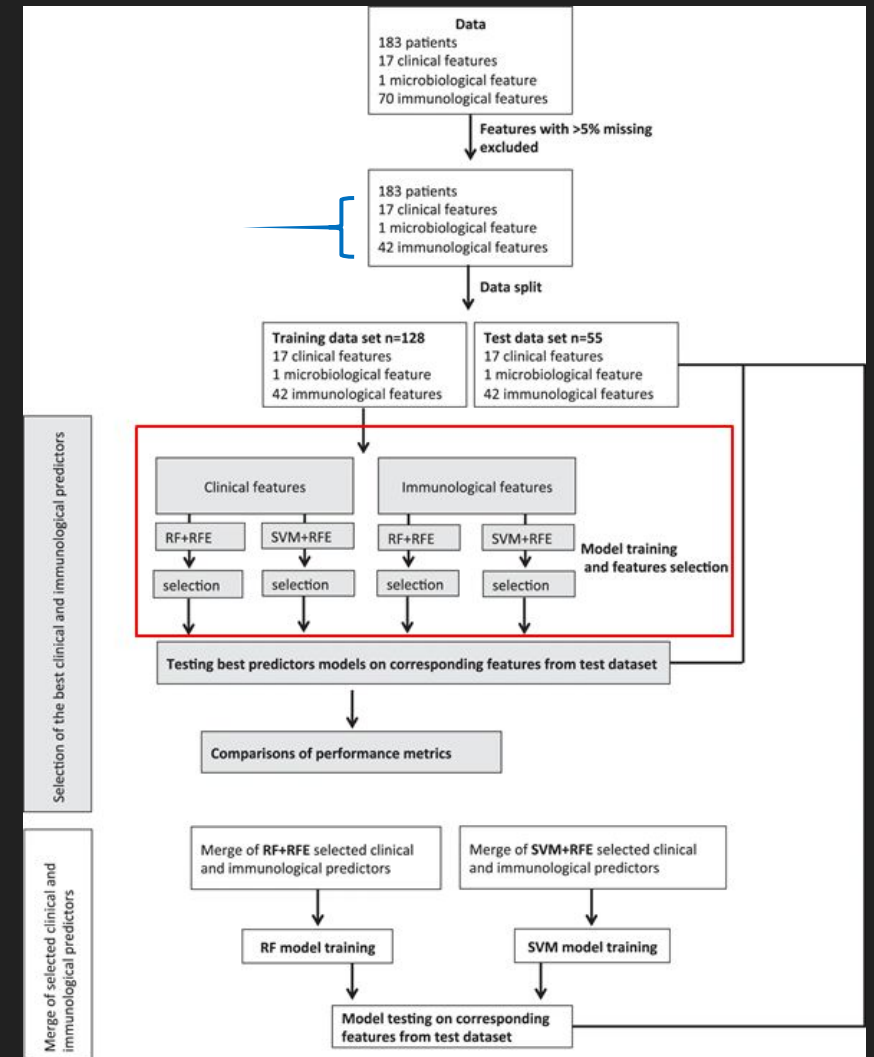 Data
183 patients
17 clinical features
1 microbiological feature
70 immunological features
Features with >5% missing
excluded
183 patients
17 clinical features
1 microbiological feature
42 immunological features
Data split
Training data set n=128
17 clinical features
1 microbiological feature
42 immunological features
Test data set n=55
17 clinical features
1 microbiological feature
42 immunological features
Selection of the best clinical and immunological predictors
Clinical features
Immunological features
RF+RFE
SVM+RFE
RF+RFE
SVM+RFE
Model training
and features selection
selection
selection
selection
selection
Testing best predictors models on corresponding features from test dataset
Comparisons of performance metrics
Merge of selected clinical and
immunological predictors
Merge of RF+RFE selected clinical
and immunological predictors
Merge of SVM+RFE selected clinical
and immunological predictors
RF model training
SVM model training
Model testing on corresponding
features from test dataset